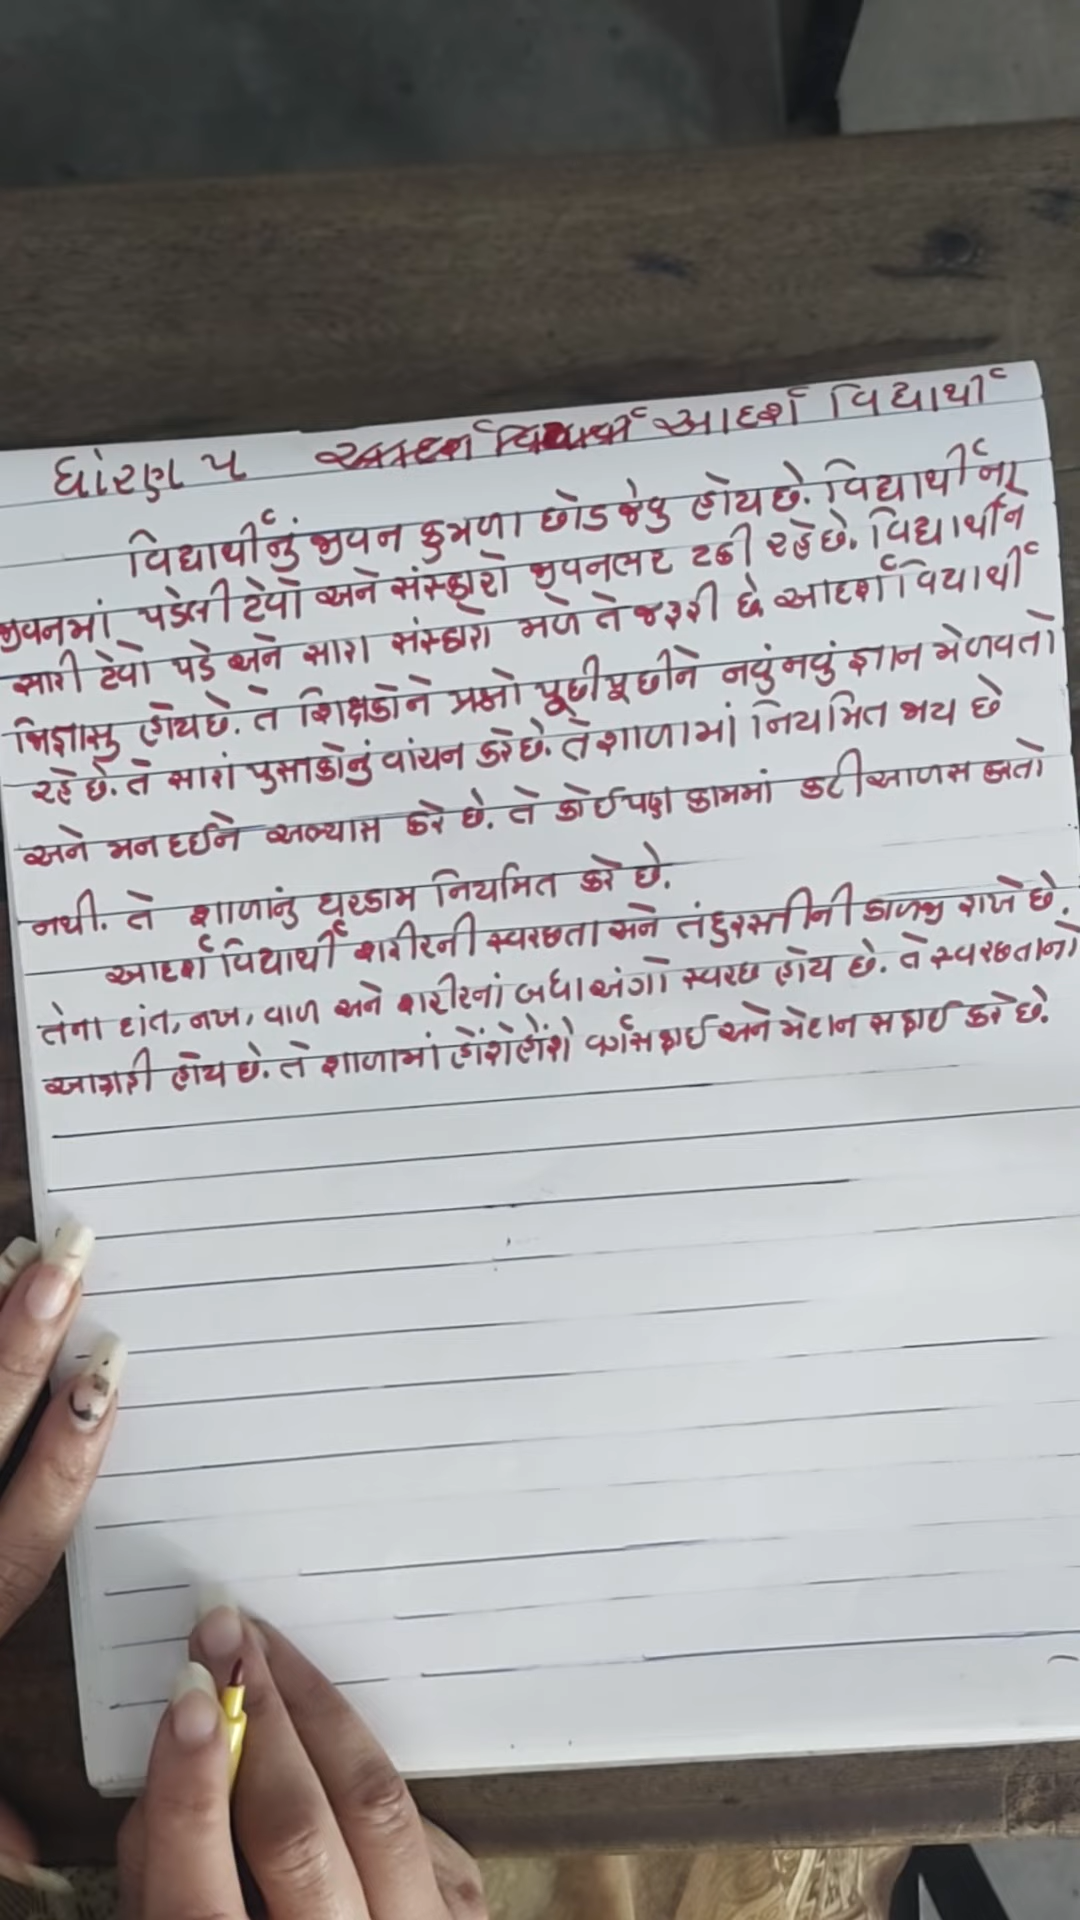 ધોરણ ૫ આદર્શ વિદ્યાર્થી
વિદ્યાર્થીનું જીવન કુમળા છોડ જેવુ હોય છે. વિદ્યાર્થીના
જીવનમાં પડેલી ટેવો અને સંસ્કારો જીવનભર ટકી રહે છે. વિદ્યાર્થીને
સારી ટેવો પડે અને સારા સંસ્કારો મળે તે જરૂરી છે આદર્શ વિદ્યાર્થી
જિજ્ઞાસુ હોય છે. તે શિક્ષકોને પ્રશ્નો પૂછીપૂછીને નવુંનવું જ્ઞાન મેળવતો
રહે છે. તે સારાં પુસ્તકોનું વાંચન કરે છે. તે શાળામાં નિયમિત જાય છે
અને મન દઈને અભ્યાસ કરે છે. તે કોઈ પણ કામમાં કદી આળસ કરતો
નથી. તે શાળાનું ઘરકામ નિયમિત કરે છે.
આદર્શ વિદ્યાર્થી શરીરની સ્વચ્છતા અને તંદુરસ્તીની કાળજી રાખે છે.
તેના દાંત, નખ, વાળ અને શરીરનાં બધા અંગો સ્વચ્છ હોય છે. તે સ્વચ્છતાનો
આગ્રહી હોય છે. તે શાળામાં હોંશેહોંશે વર્ગસફાઈ અને મેદાન સફાઈ કરે છે.